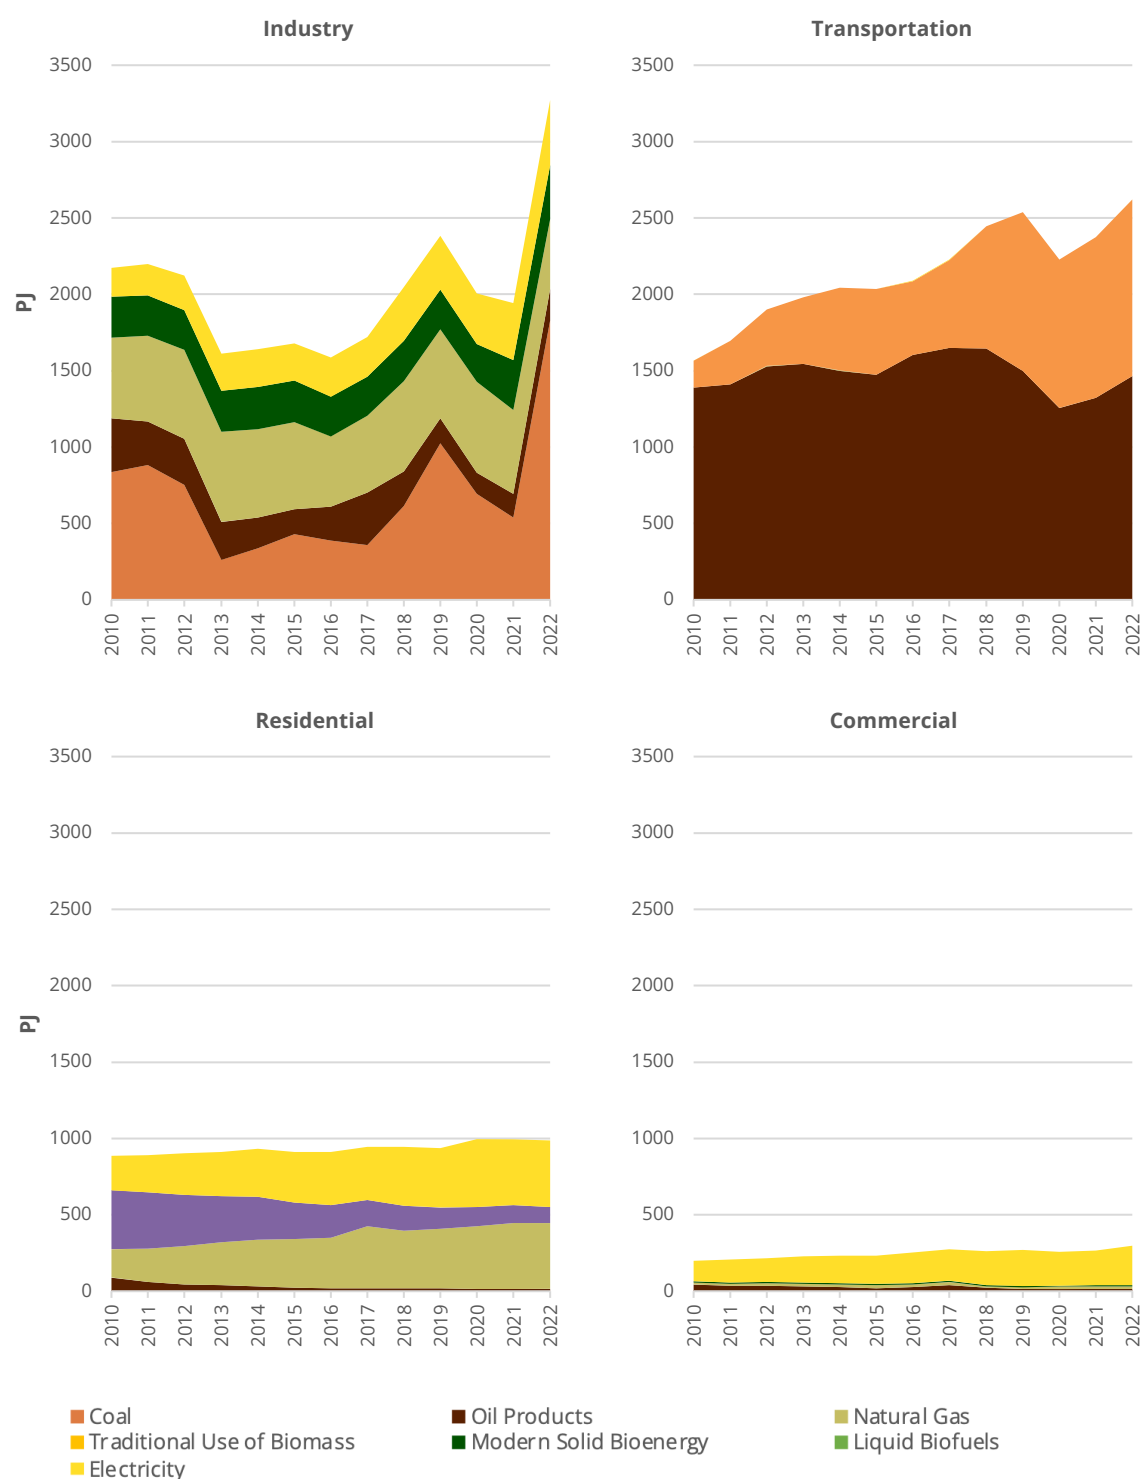 Industry
Transportation
3500
3000
2500
2000
1500
1000
500
0
PJ
2010 2011 2012 2013 2014 2015 2016 2017 2018 2019 2020 2021 2022
3500
3000
2500
2000
1500
1000
500
0
2010 2011 2012 2013 2014 2015 2016 2017 2018 2019 2020 2021 2022
Residential
Commercial
3500
3000
2500
2000
1500
1000
500
0
PJ
2010 2011 2012 2013 2014 2015 2016 2017 2018 2019 2020 2021 2022
3500
3000
2500
2000
1500
1000
500
0
2010 2011 2012 2013 2014 2015 2016 2017 2018 2019 2020 2021 2022
Coal Oil Products Natural Gas
Traditional Use of Biomass Modern Solid Bioenergy Liquid Biofuels
Electricity